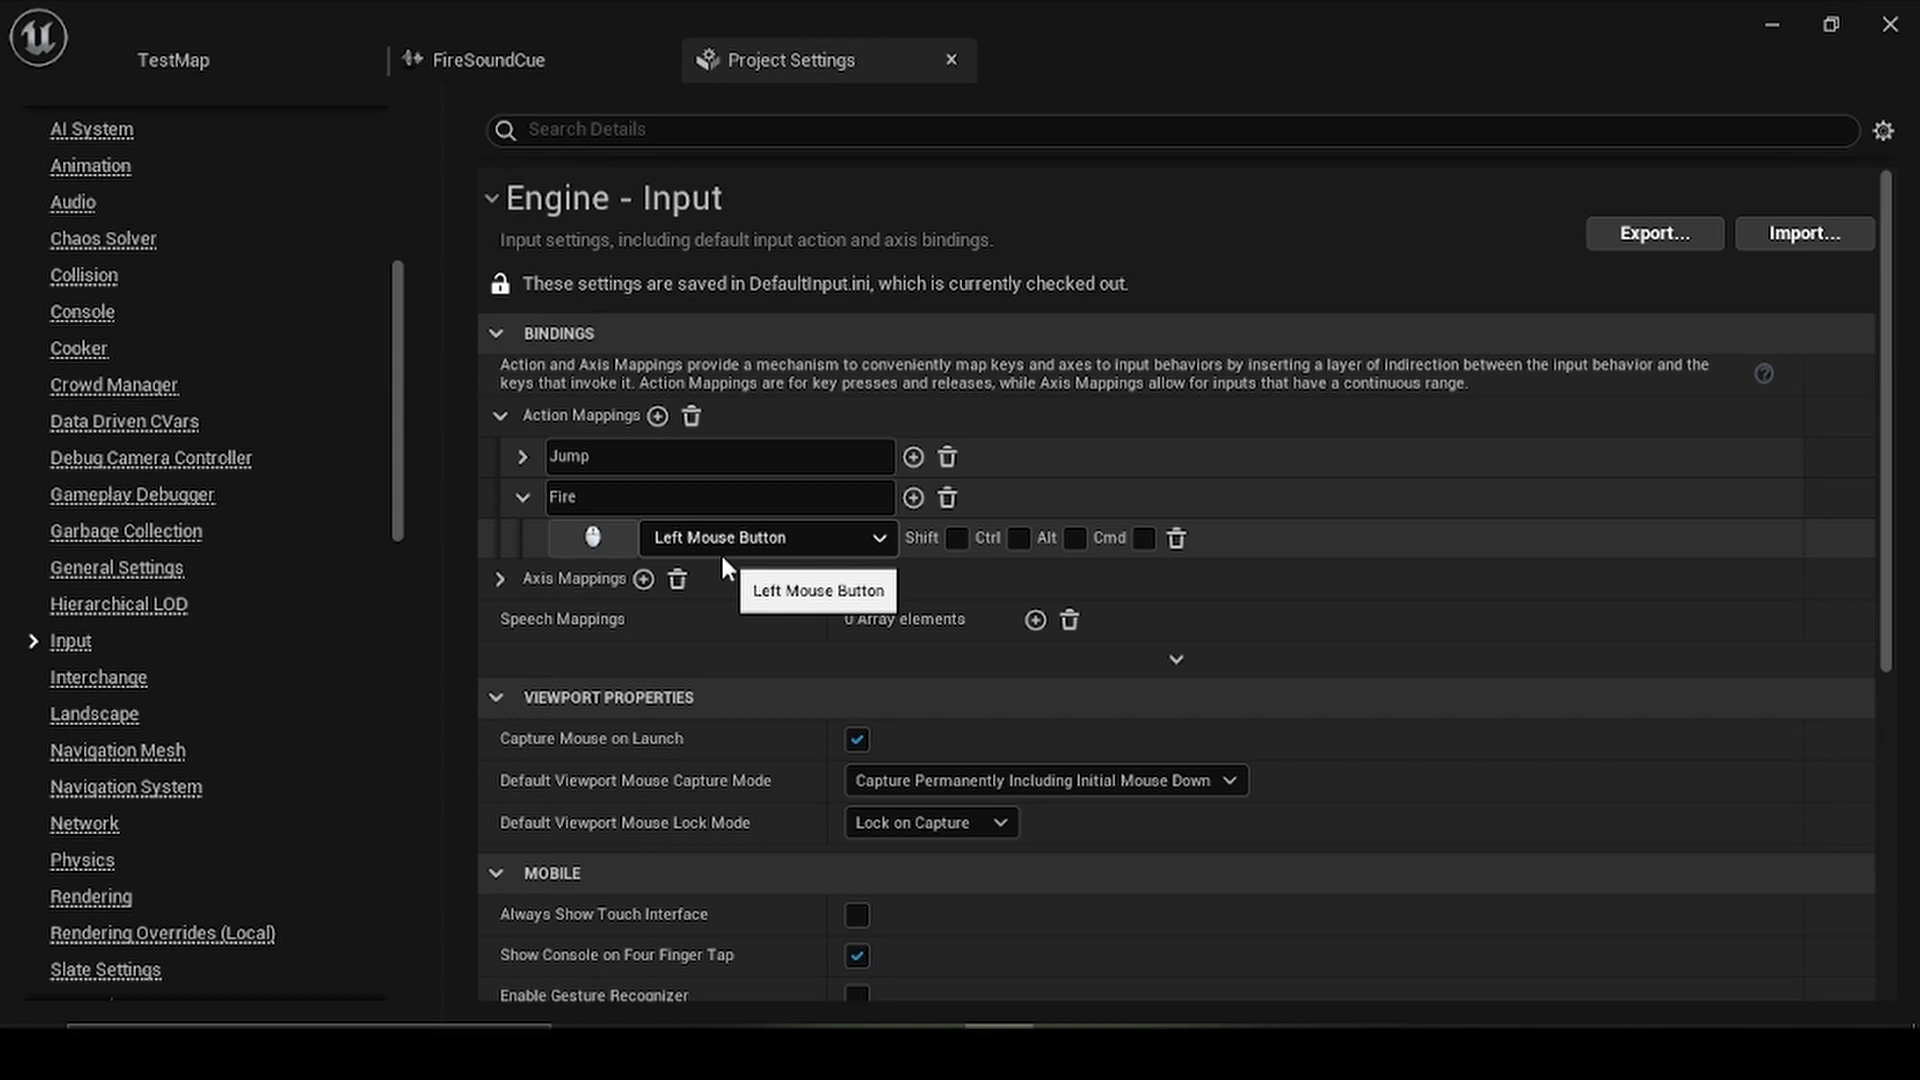 TestMap
FireSoundCue
Project Settings
AI System
Animation
Audio
Chaos Solver
Collision
Console
Cooker
Crowd Manager
Data Driven CVars
Debug Camera Controller
Gameplay Debugger
Garbage Collection
General Settings
Hierarchical LOD
Input
Interchange
Landscape
Navigation Mesh
Navigation System
Network
Physics
Rendering
Rendering Overrides (Local)
Slate Settings
Search Details
Engine - Input
Input settings, including default input action and axis bindings.
Export...
Import...
These settings are saved in DefaultInput.ini, which is currently checked out.
BINDINGS
Action and Axis Mappings provide a mechanism to conveniently map keys and axes to input behaviors by inserting a layer of indirection between the input behavior and the
keys that invoke it. Action Mappings are for key presses and releases, while Axis Mappings allow for inputs that have a continuous range.
Action Mappings
Jump
Fire
Left Mouse Button Shift Ctrl Alt Cmd
Axis Mappings
Left Mouse Button
Speech Mappings 0 Array elements
VIEWPORT PROPERTIES
Capture Mouse on Launch
Default Viewport Mouse Capture Mode Capture Permanently Including Initial Mouse Down
Default Viewport Mouse Lock Mode Lock on Capture
MOBILE
Always Show Touch Interface
Show Console on Four Finger Tap
Enable Gesture Recognizer